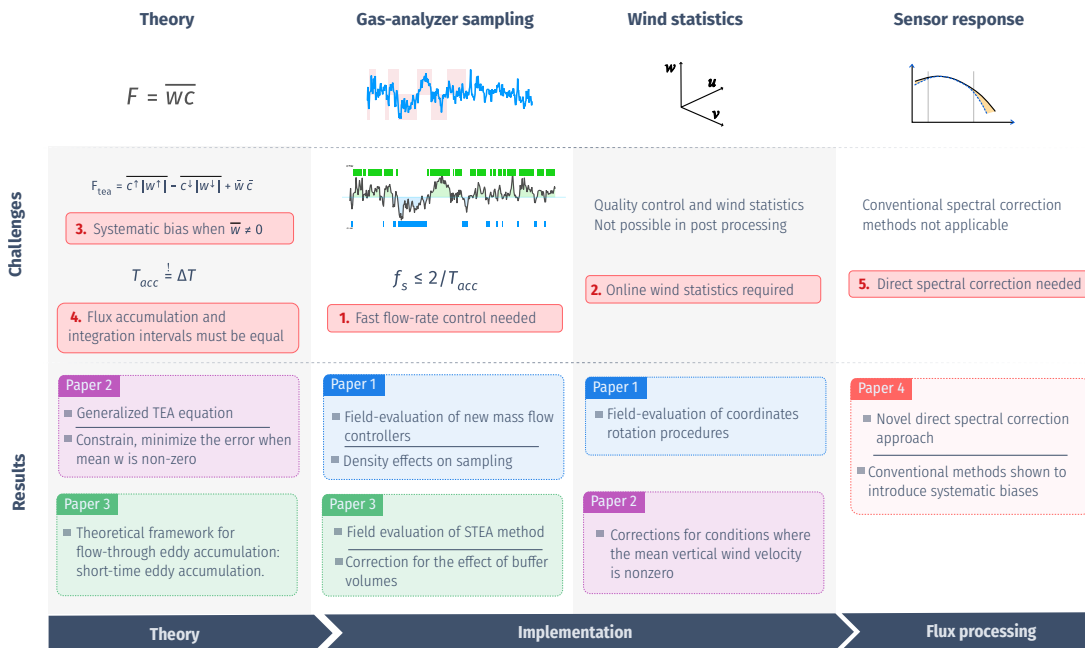 Theory
Gas-analyzer sampling
Wind statistics
Sensor response
F = \overline{wc}
w
u
v
Challenges
F_tea = \overline{c^↑|w^↑|} − \overline{c^↓|w^↓|} + w̄ c̄
3. Systematic bias when w̄ ≠ 0
T_acc =^! ΔT
4. Flux accumulation and
integration intervals must be equal
f_s ≤ 2/T_acc
1. Fast flow-rate control needed
Quality control and wind statistics
Not possible in post processing
2. Online wind statistics required
Conventional spectral correction
methods not applicable
5. Direct spectral correction needed
Results
Paper 2
Generalized TEA equation
Constrain, minimize the error when
mean w is non-zero
Paper 3
Theoretical framework for
flow-through eddy accumulation:
short-time eddy accumulation.
Paper 1
Field-evaluation of new mass flow
controllers
Density effects on sampling
Paper 3
Field evaluation of STEA method
Correction for the effect of buffer
volumes
Paper 1
Field-evaluation of coordinates
rotation procedures
Paper 2
Corrections for conditions where
the mean vertical wind velocity
is nonzero
Paper 4
Novel direct spectral correction
approach
Conventional methods shown to
introduce systematic biases
Theory
Implementation
Flux processing